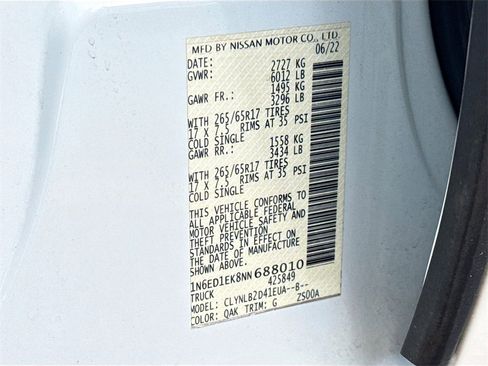 MFD BY NISSAN MOTOR CO., LTD.
DATE: 06/22
GVWR: 2727 KG
6012 LB
GAWR FR.: 1495 KG
3296 LB
WITH 265/65R17 TIRES
17 X 7.5 RIMS AT 35 PSI
COLD SINGLE
GAWR RR.: 1558 KG
3434 LB
WITH 265/65R17 TIRES
17 X 7.5 RIMS AT 35 PSI
COLD SINGLE
THIS VEHICLE CONFORMS TO
ALL APPLICABLE FEDERAL
MOTOR VEHICLE SAFETY AND
THEFT PREVENTION
STANDARDS IN EFFECT ON
THE DATE OF MANUFACTURE
SHOWN ABOVE.
1N6ED1EK8NN 688010
TRUCK 425849
MODEL: CLYNLB2D41EUA--B--
COLOR: QAK TRIM: G ZS00A